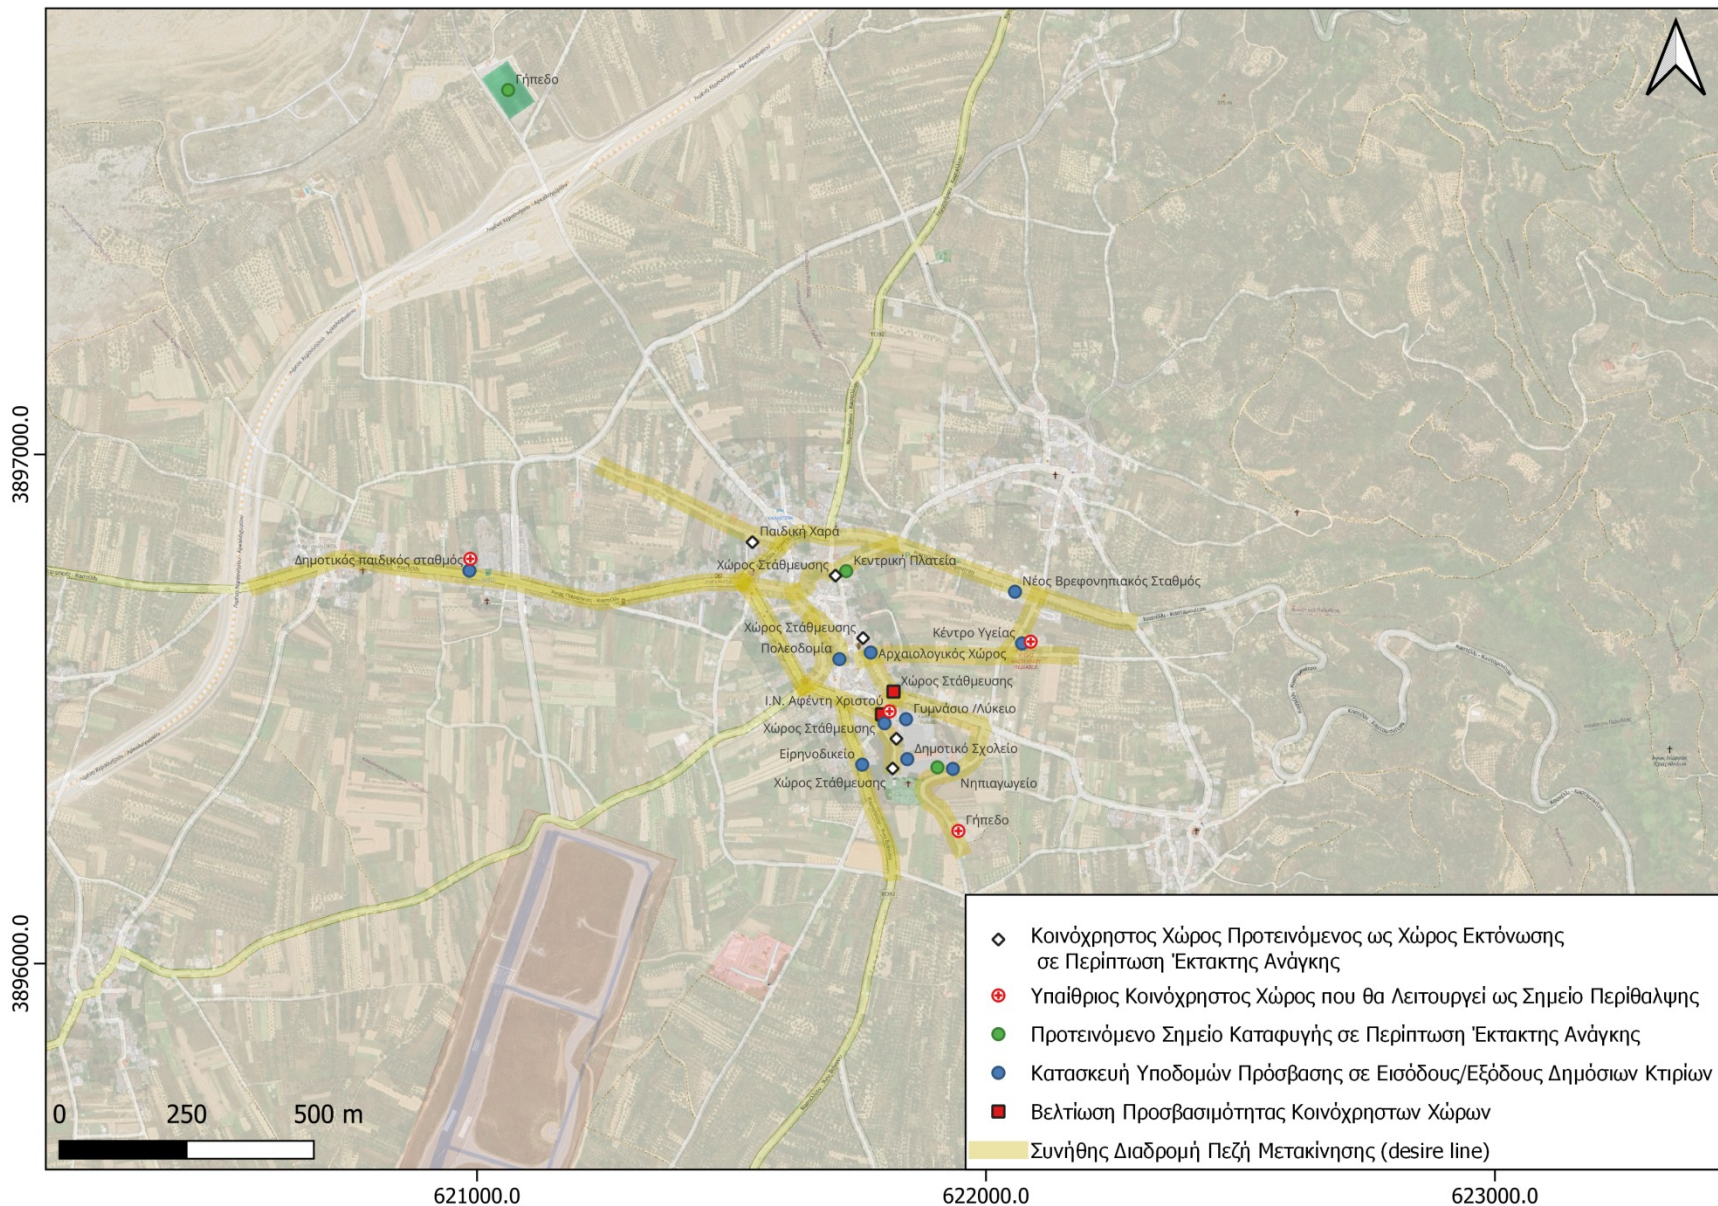 Γήπεδο
3897000.0
Παιδική Χαρά
Χώρος Στάθμευσης
Κεντρική Πλατεία
Δημοτικός παιδικός σταθμός
Νέος Βρεφονηπιακός Σταθμός
Χώρος Στάθμευσης
Κέντρο Υγείας
Πολεοδομία
Αρχαιολογικός Χώρος
Χώρος Στάθμευσης
Ι.Ν. Αφέντη Χριστού
Γυμνάσιο /Λύκειο
Χώρος Στάθμευσης
Ειρηνοδικείο
Δημοτικό Σχολείο
Χώρος Στάθμευσης
Νηπιαγωγείο
Γήπεδο
3896000.0
Κοινόχρηστος Χώρος Προτεινόμενος ως Χώρος Εκτόνωσης
σε Περίπτωση Έκτακτης Ανάγκης
Υπαίθριος Κοινόχρηστος Χώρος που θα Λειτουργεί ως Σημείο Περίθαλψης
Προτεινόμενο Σημείο Καταφυγής σε Περίπτωση Έκτακτης Ανάγκης
Κατασκευή Υποδομών Πρόσβασης σε Εισόδους/Εξόδους Δημόσιων Κτιρίων
Βελτίωση Προσβασιμότητας Κοινόχρηστων Χώρων
Συνήθης Διαδρομή Πεζή Μετακίνησης (desire line)
0 250 500 m
621000.0 622000.0 623000.0